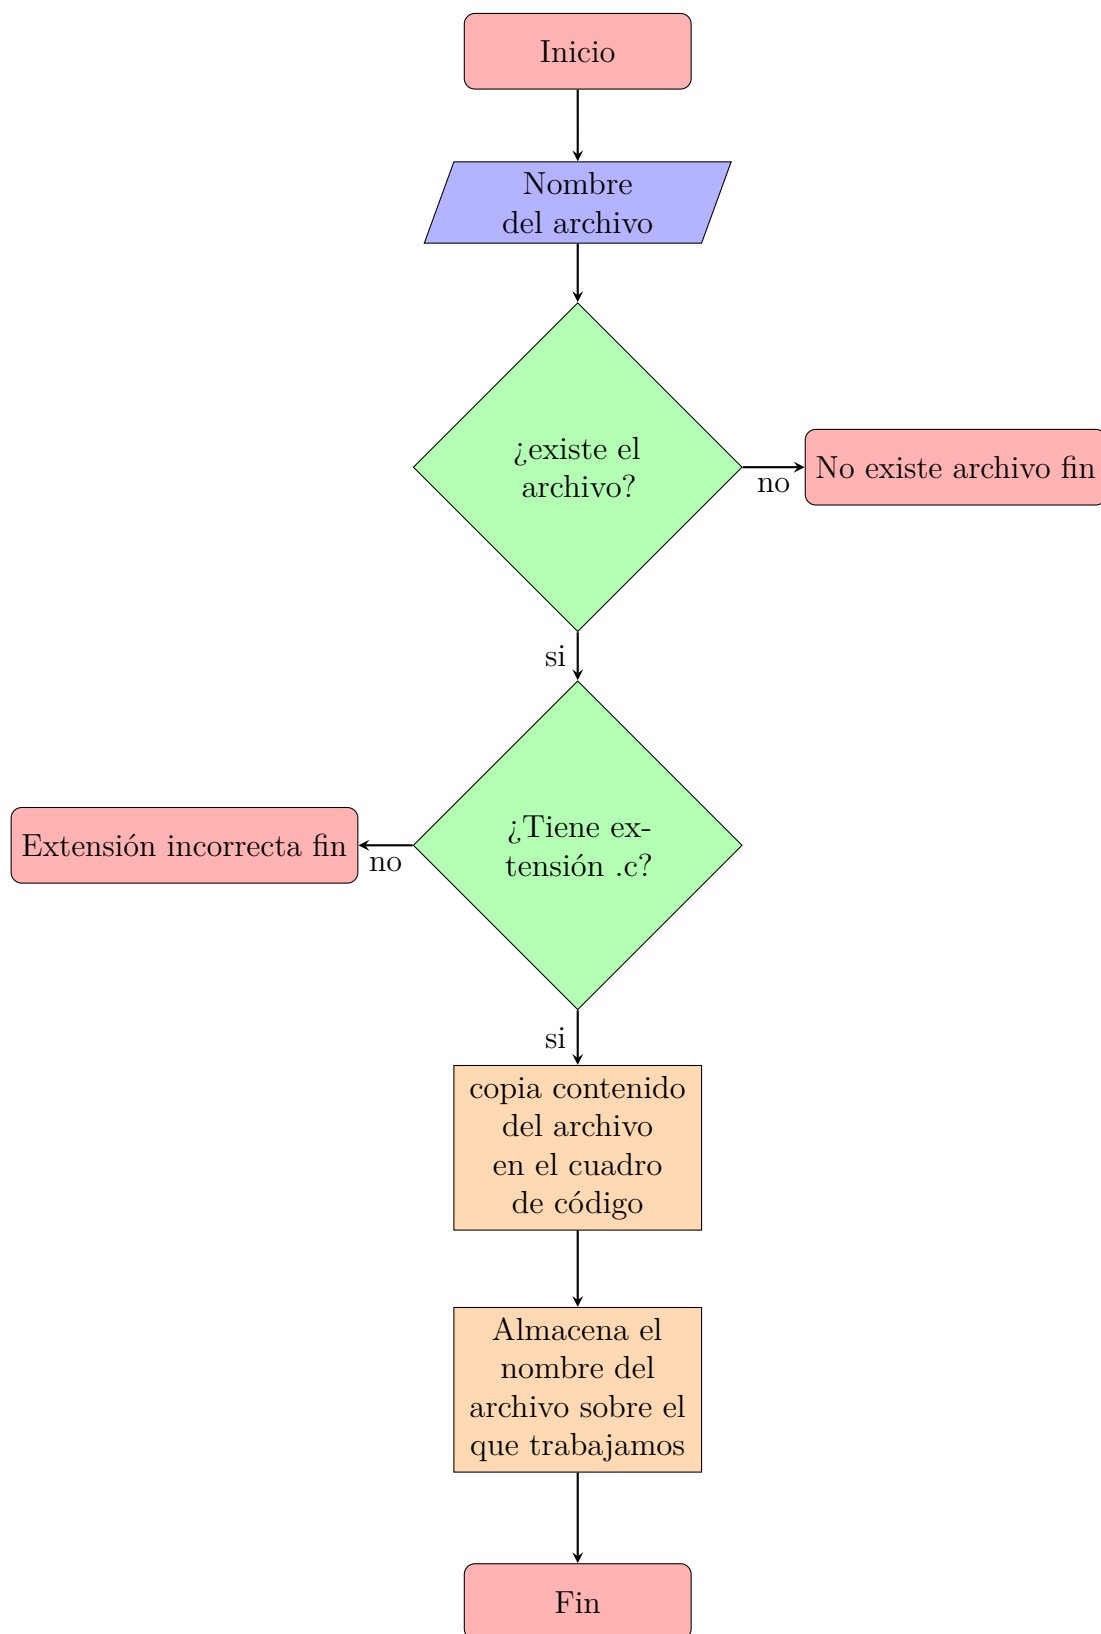 Inicio
Nombre
del archivo
¿existe el
archivo?
no
No existe archivo fin
si
¿Tiene ex-
tensión .c?
no
Extensión incorrecta fin
si
copia contenido
del archivo
en el cuadro
de código
Almacena el
nombre del
archivo sobre el
que trabajamos
Fin